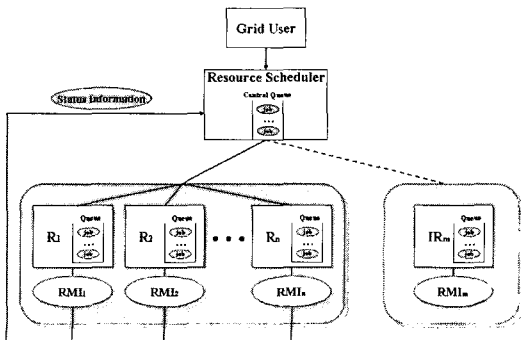 Grid User
Resource Scheduler
Central Queue
Job
...
Job
Status Information
Queue
Job
...
Job
R1
Queue
Job
...
Job
R2
• • •
Queue
Job
...
Job
Rn
Queue
Job
...
Job
IRm
RMI1
RMI2
RMIn
RMIm